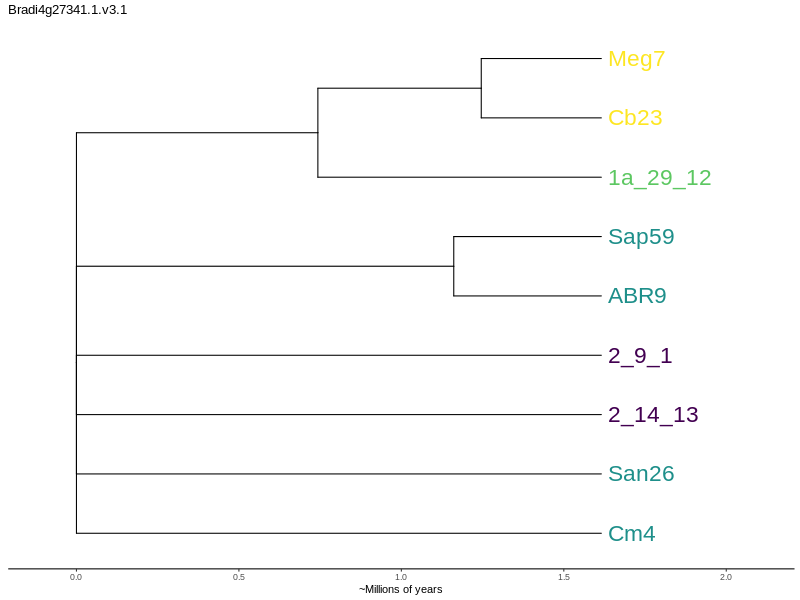 Bradi4g27341.1.v3.1
Meg7
Cb23
1a_29_12
Sap59
ABR9
2_9_1
2_14_13
San26
Cm4
0.0 0.5 1.0 1.5 2.0
~Millions of years